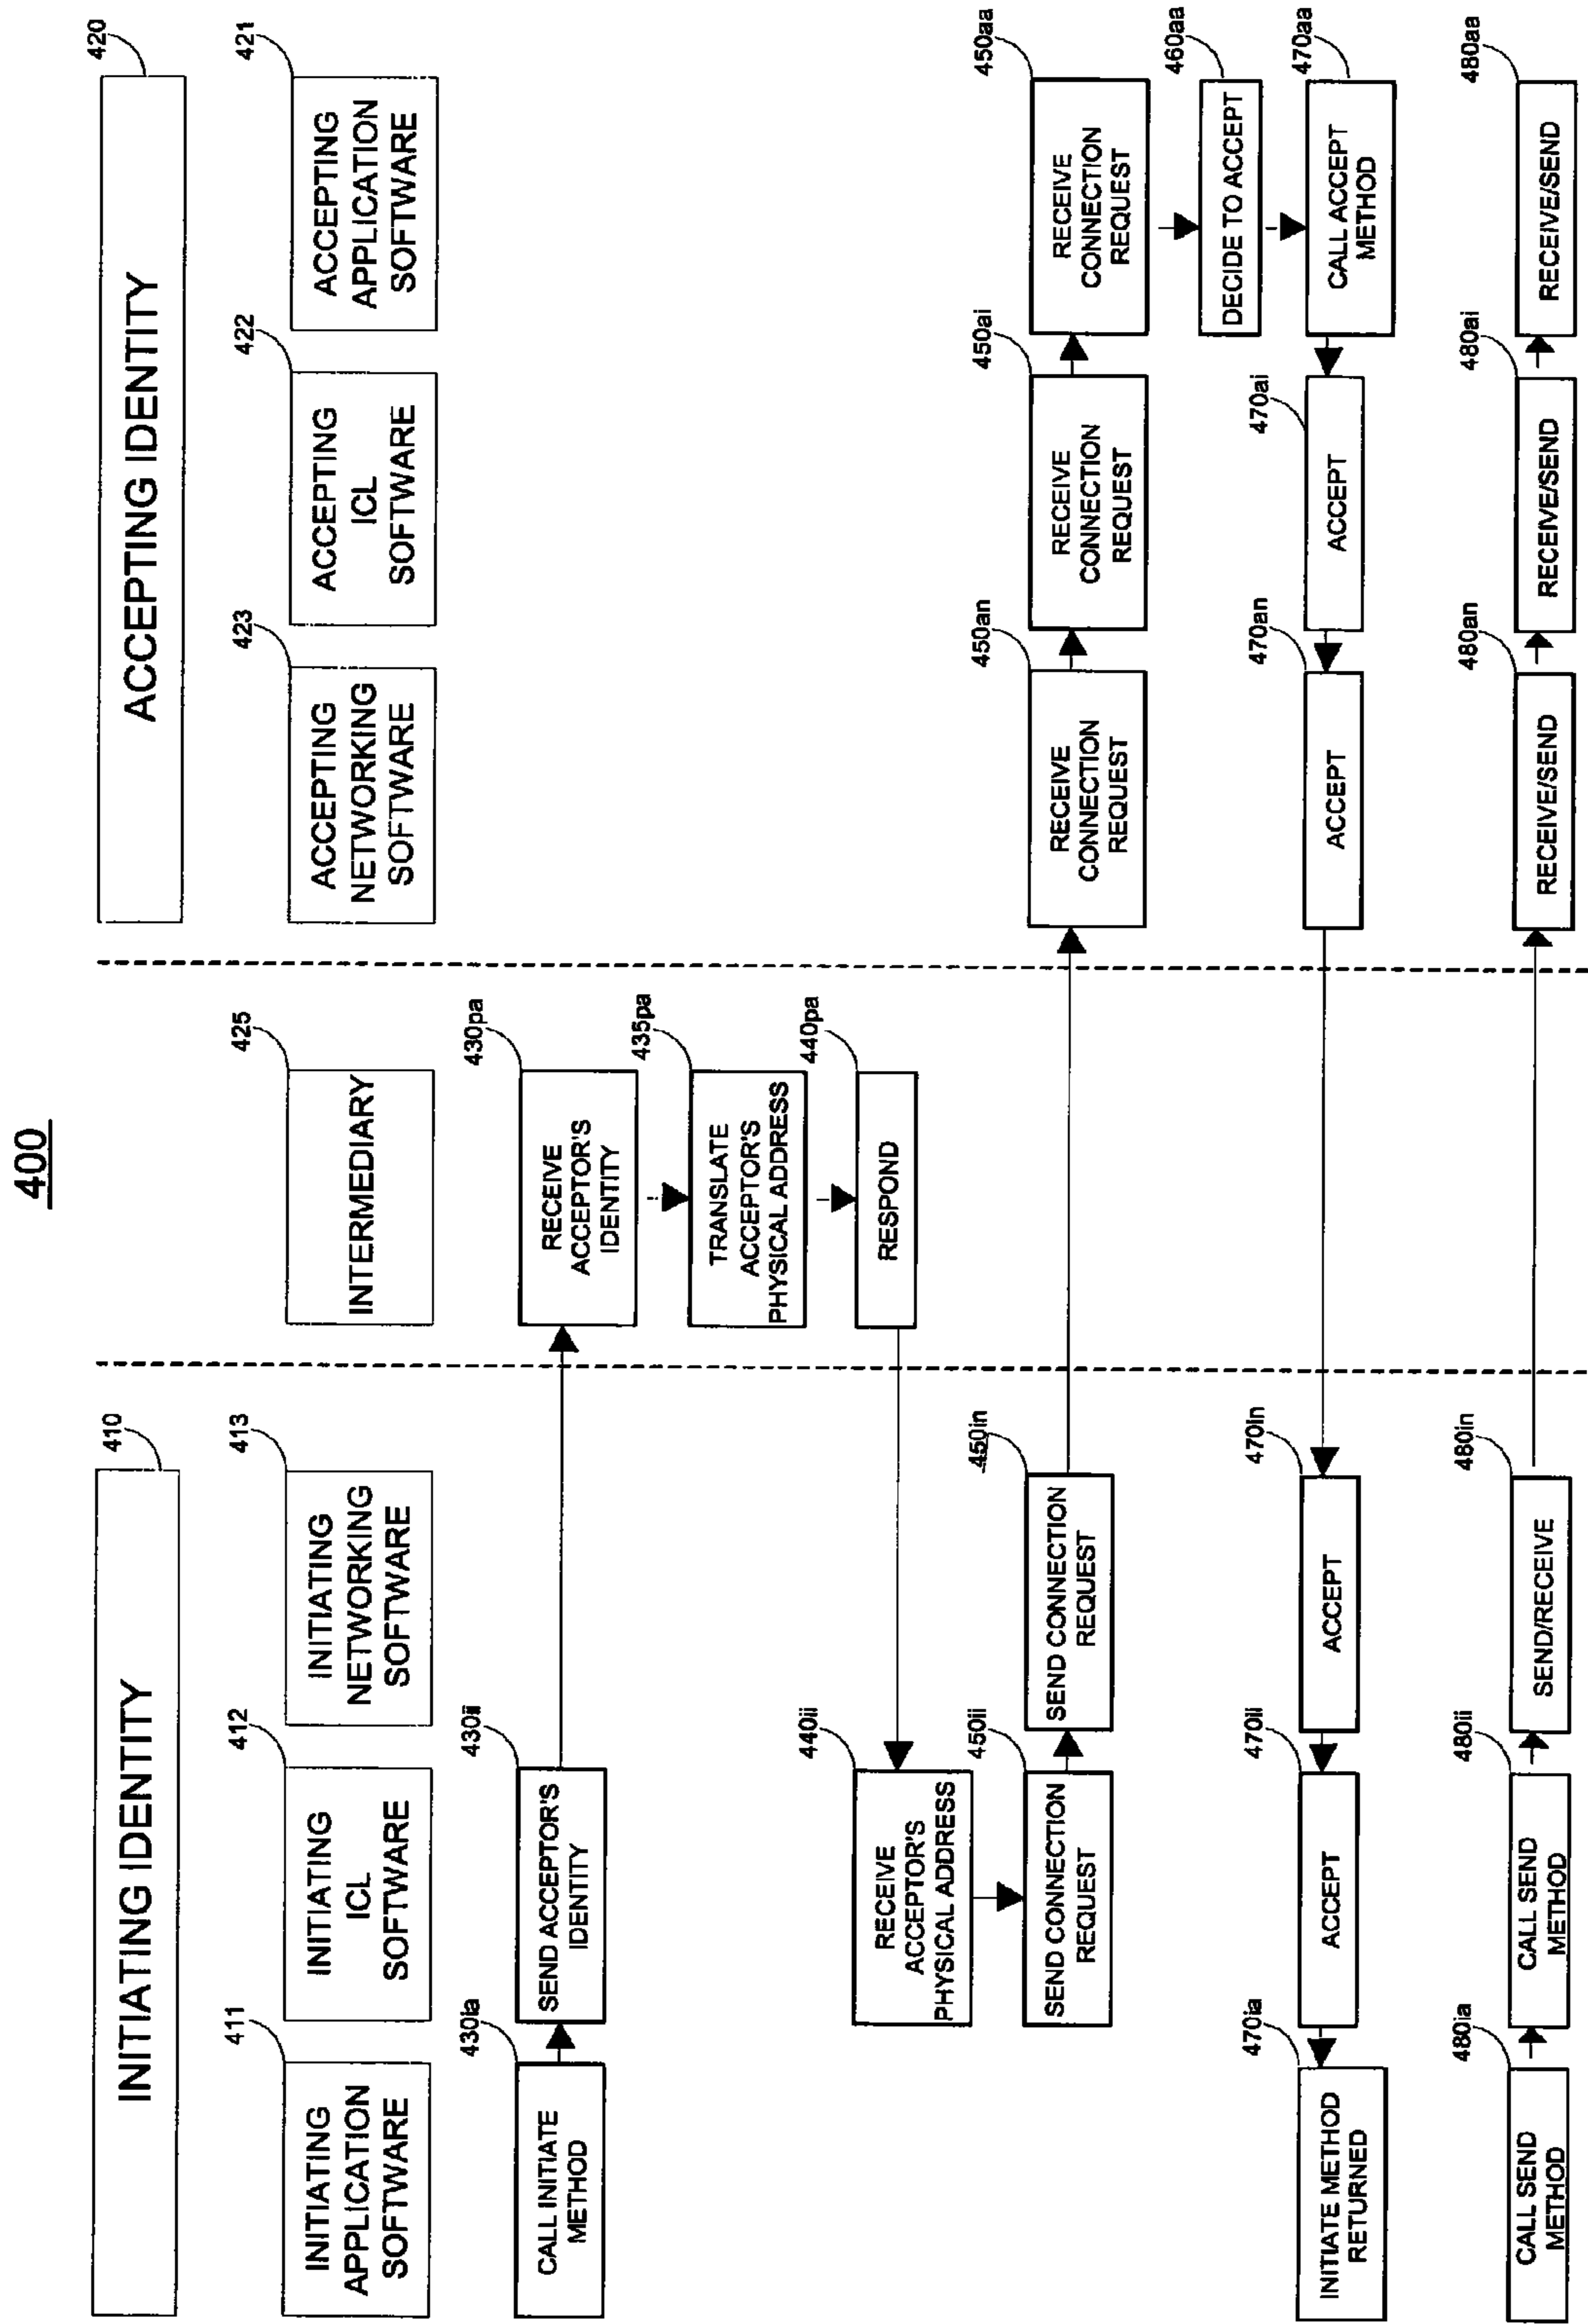 400
410
INITIATING IDENTITY
420
ACCEPTING IDENTITY
411
INITIATING
APPLICATION
SOFTWARE
412
INITIATING
ICL
SOFTWARE
413
INITIATING
NETWORKING
SOFTWARE
425
INTERMEDIARY
423
ACCEPTING
NETWORKING
SOFTWARE
422
ACCEPTING
ICL
SOFTWARE
421
ACCEPTING
APPLICATION
SOFTWARE
430ia
CALL INITIATE
METHOD
430ii
SEND ACCEPTOR'S
IDENTITY
430pa
RECEIVE
ACCEPTOR'S
IDENTITY
435pa
TRANSLATE
ACCEPTOR'S
PHYSICAL ADDRESS
440pa
RESPOND
440ii
RECEIVE
ACCEPTOR'S
PHYSICAL ADDRESS
450ii
SEND CONNECTION
REQUEST
450in
SEND CONNECTION
REQUEST
450an
RECEIVE
CONNECTION
REQUEST
450ai
RECEIVE
CONNECTION
REQUEST
450aa
RECEIVE
CONNECTION
REQUEST
460aa
DECIDE TO ACCEPT
470aa
CALL ACCEPT
METHOD
470ai
ACCEPT
470an
ACCEPT
470in
ACCEPT
470ii
ACCEPT
470ia
INITIATE METHOD
RETURNED
480ia
CALL SEND
METHOD
480ii
CALL SEND
METHOD
480in
SEND/RECEIVE
480an
RECEIVE/SEND
480ai
RECEIVE/SEND
480aa
RECEIVE/SEND